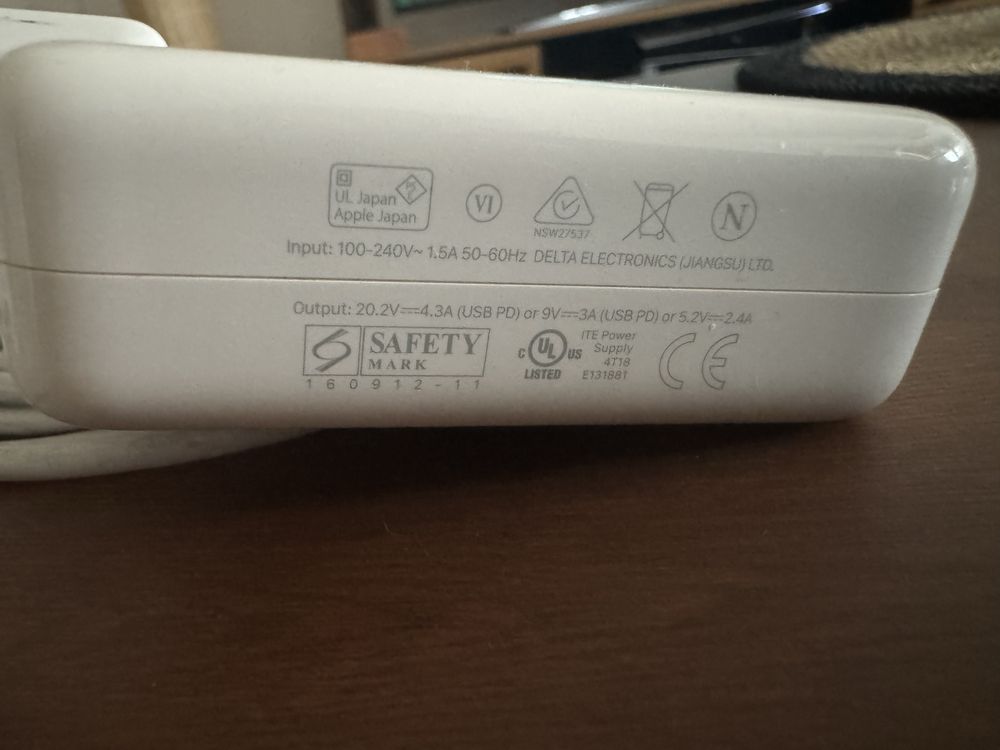 UL Japan
Apple Japan
PS E
VI
NSW27537
N
Input: 100-240V~ 1.5A 50-60Hz DELTA ELECTRONICS (JIANGSU) LTD.
Output: 20.2V⎓4.3A (USB PD) or 9V⎓3A (USB PD) or 5.2V⎓2.4A
S SAFETY
MARK
160912-11
C UL US
LISTED
ITE Power
Supply
4T18
E131881
CE